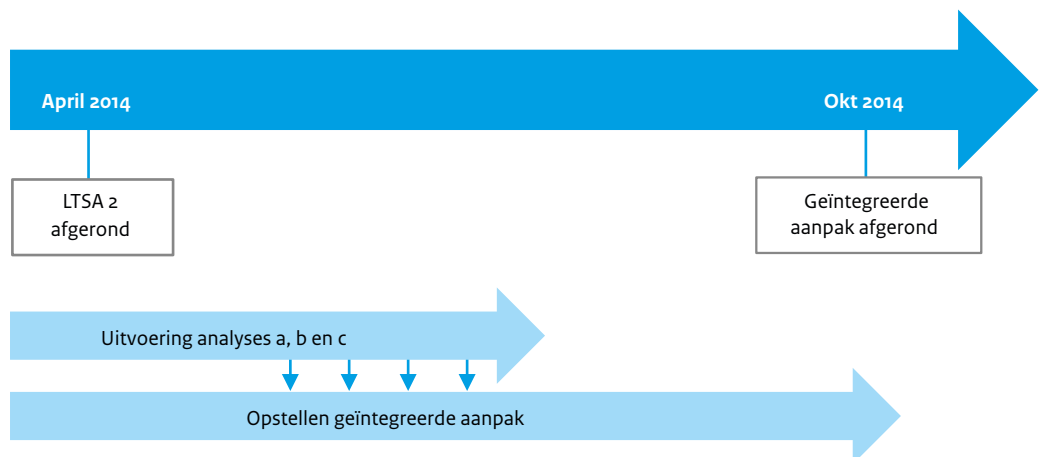 April 2014
Okt 2014
LTSA 2
afgerond
Geïntegreerde
aanpak afgerond
Uitvoering analyses a, b en c
Opstellen geïntegreerde aanpak